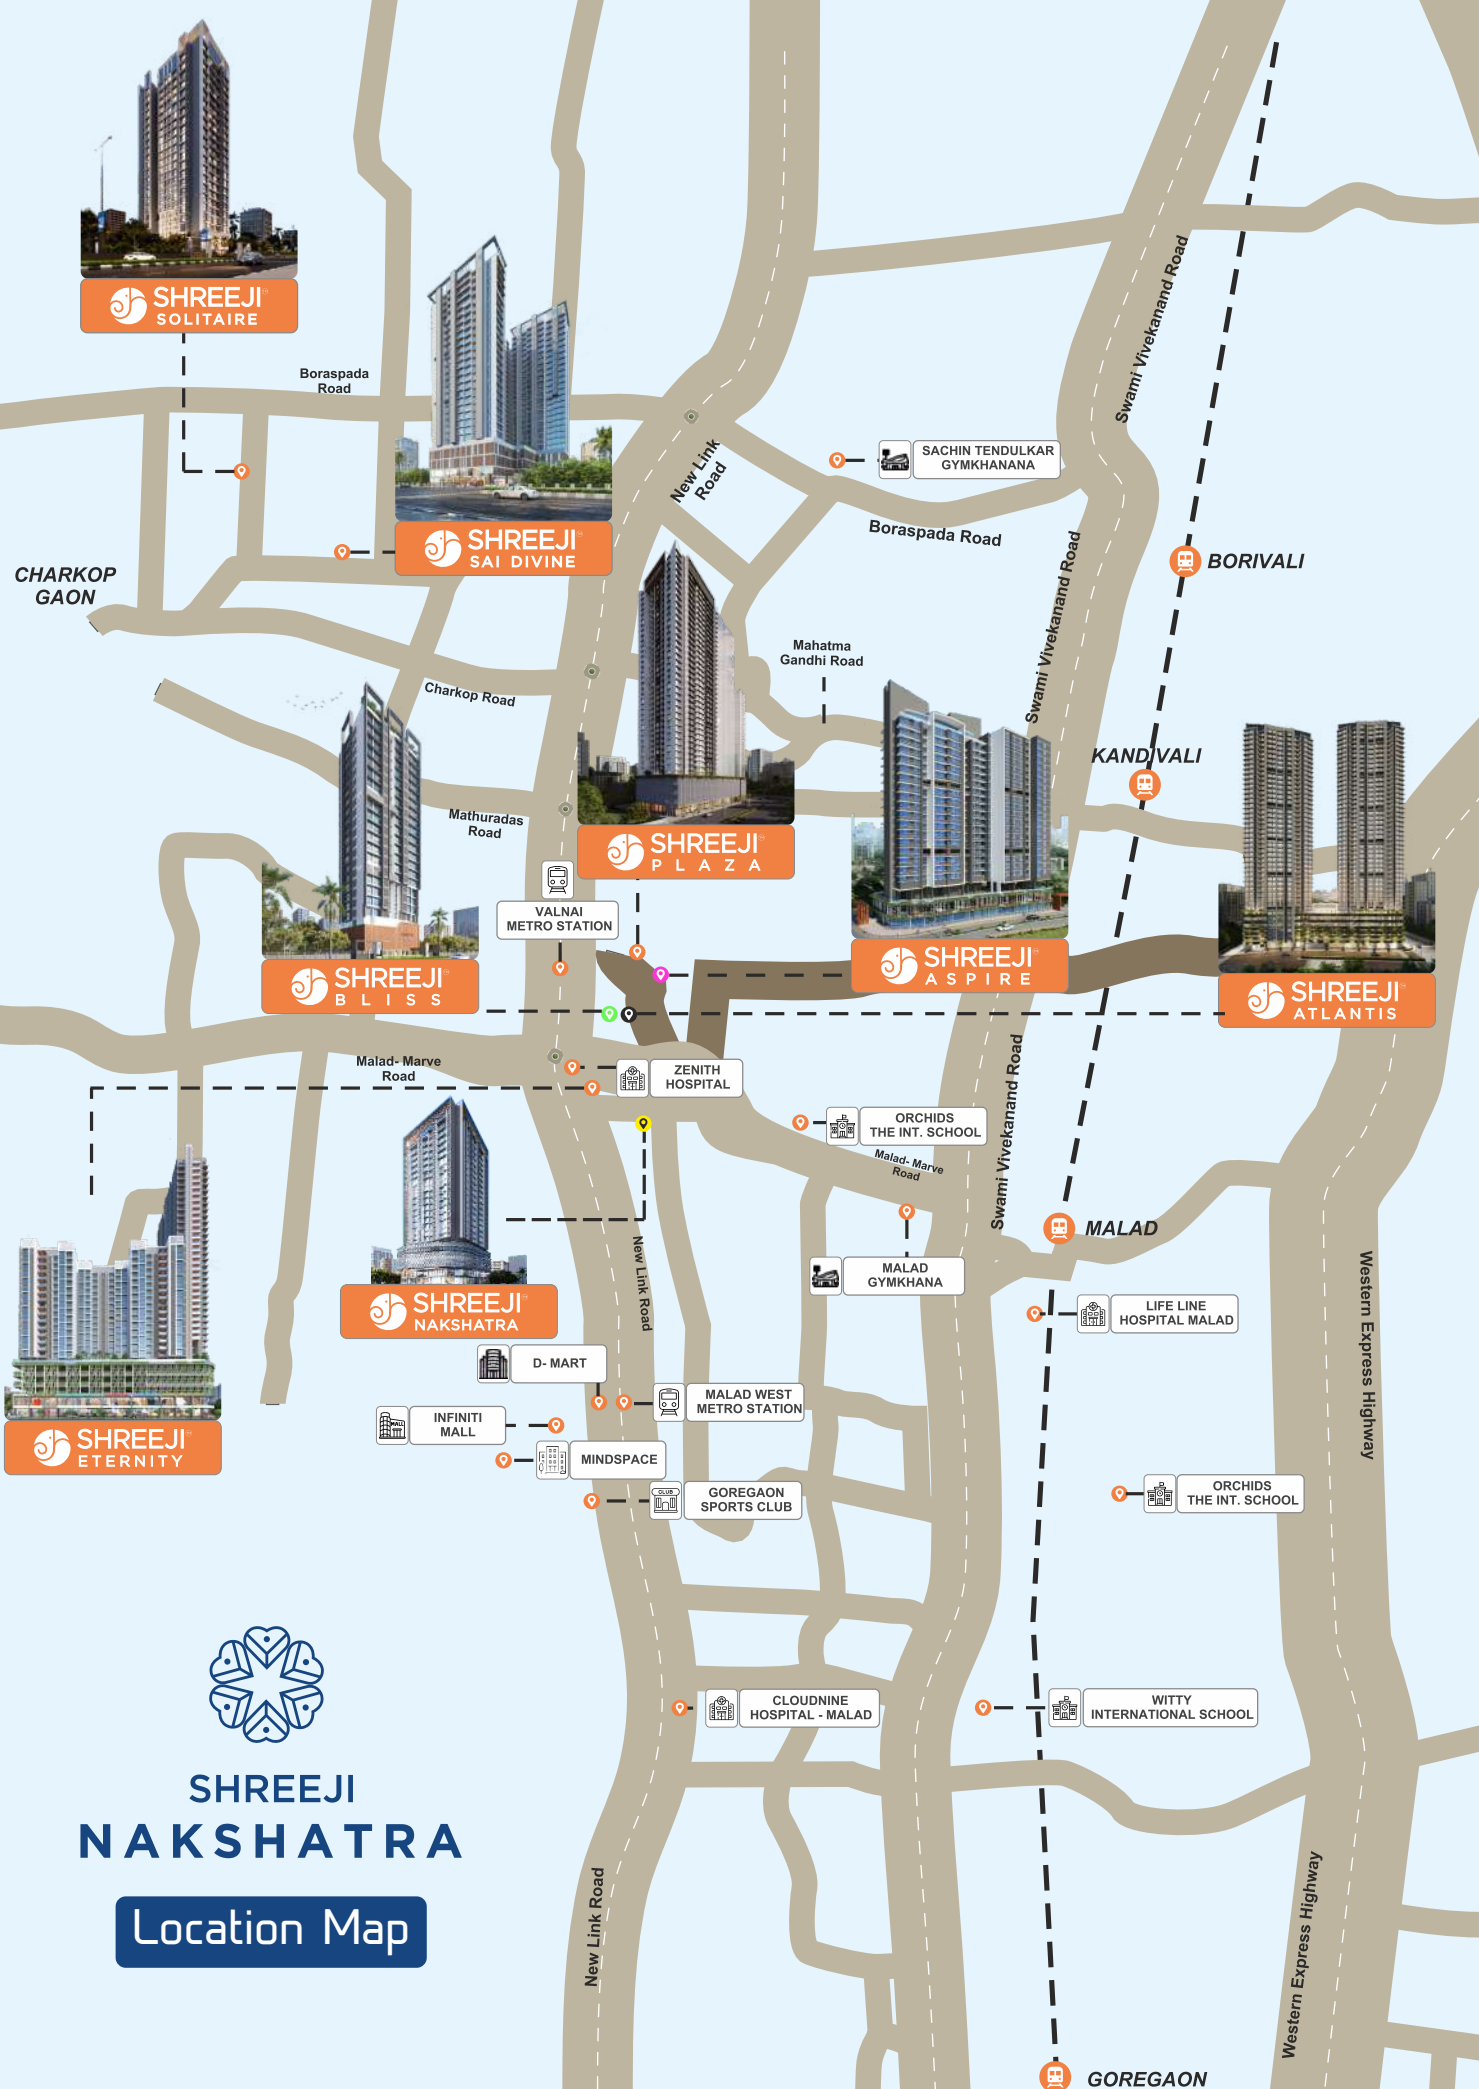 SHREEJI
SOLITAIRE
Boraspada
Road
SHREEJI
SAI DIVINE
New Link
Road
SACHIN TENDULKAR
GYMKHANANA
Boraspada Road
Swami Vivekanand Road
Swami Vivekanand Road
BORIVALI
CHARKOP
GAON
Charkop Road
Mahatma
Gandhi Road
KANDIVALI
Mathuradas
Road
SHREEJI
PLAZA
VALNAI
METRO STATION
SHREEJI
BLISS
SHREEJI
ASPIRE
SHREEJI
ATLANTIS
Malad- Marve
Road
ZENITH
HOSPITAL
ORCHIDS
THE INT. SCHOOL
Malad- Marve
Road
Swami Vivekanand Road
MALAD
MALAD
GYMKHANA
New Link Road
SHREEJI
NAKSHATRA
LIFE LINE
HOSPITAL MALAD
Western Express Highway
D- MART
MALAD WEST
METRO STATION
MALL
INFINITI
MALL
SHREEJI
ETERNITY
MINDSPACE
CLUB
GOREGAON
SPORTS CLUB
ORCHIDS
THE INT. SCHOOL
CLOUDNINE
HOSPITAL - MALAD
WITTY
INTERNATIONAL SCHOOL
SHREEJI
NAKSHATRA
Location Map
New Link Road
Western Express Highway
GOREGAON